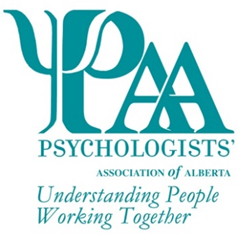 ΨPAA
PSYCHOLOGISTS'
ASSOCIATION of ALBERTA
Understanding People
Working Together